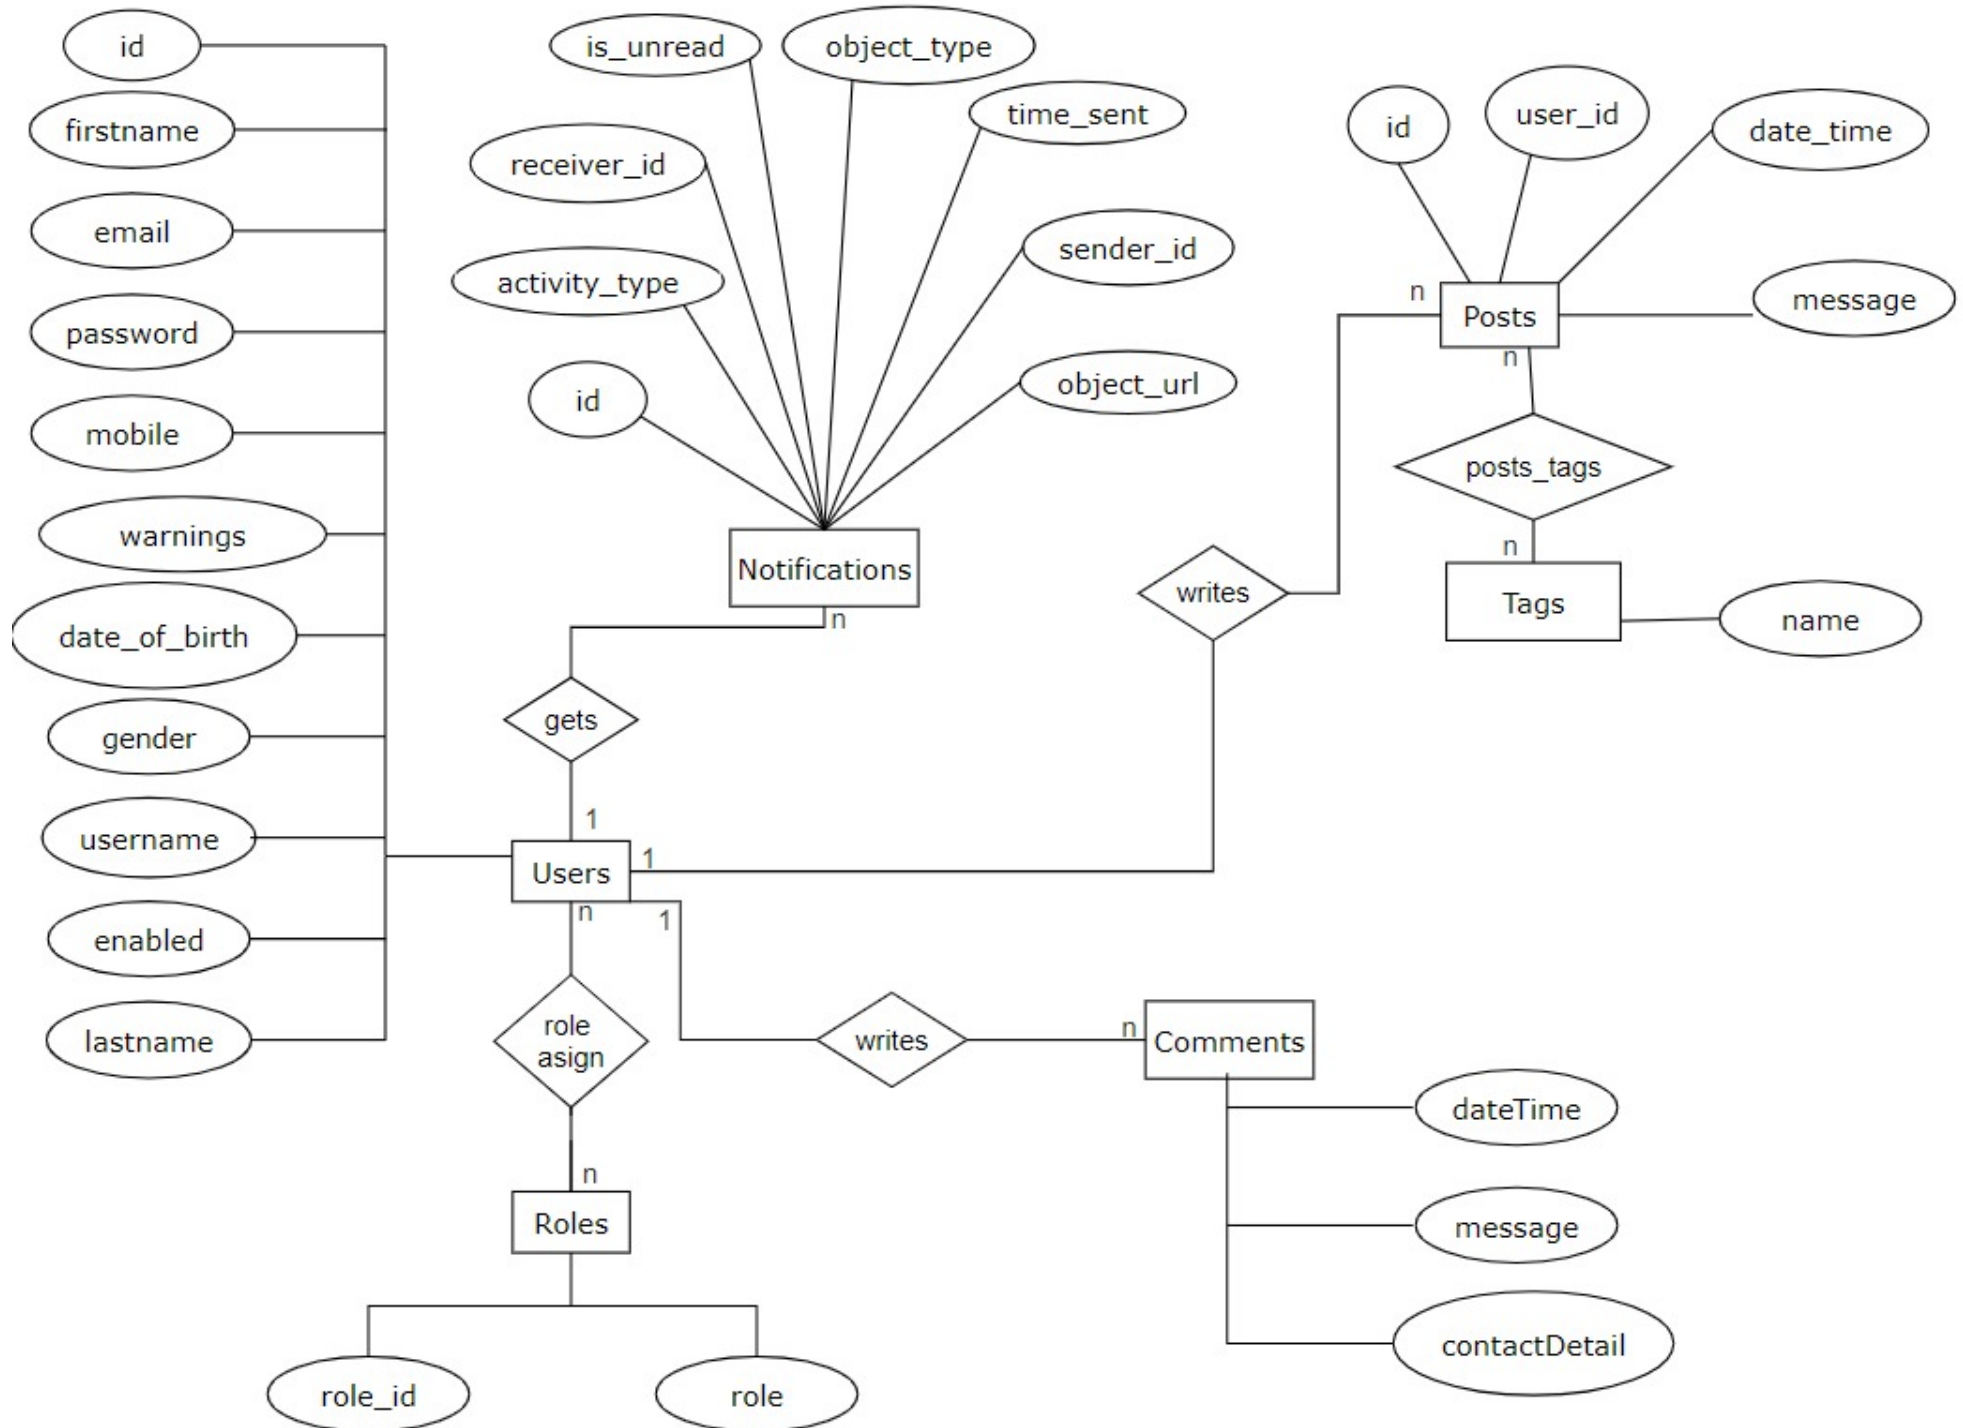 id
firstname
email
password
mobile
warnings
date_of_birth
gender
username
enabled
lastname
is_unread
object_type
time_sent
receiver_id
sender_id
activity_type
object_url
id
Notifications
n
gets
1
Users
1
n
1
role
asign
n
Roles
role_id
role
writes
n
Comments
dateTime
message
contactDetail
writes
id
user_id
date_time
n
Posts
message
n
posts_tags
n
Tags
name